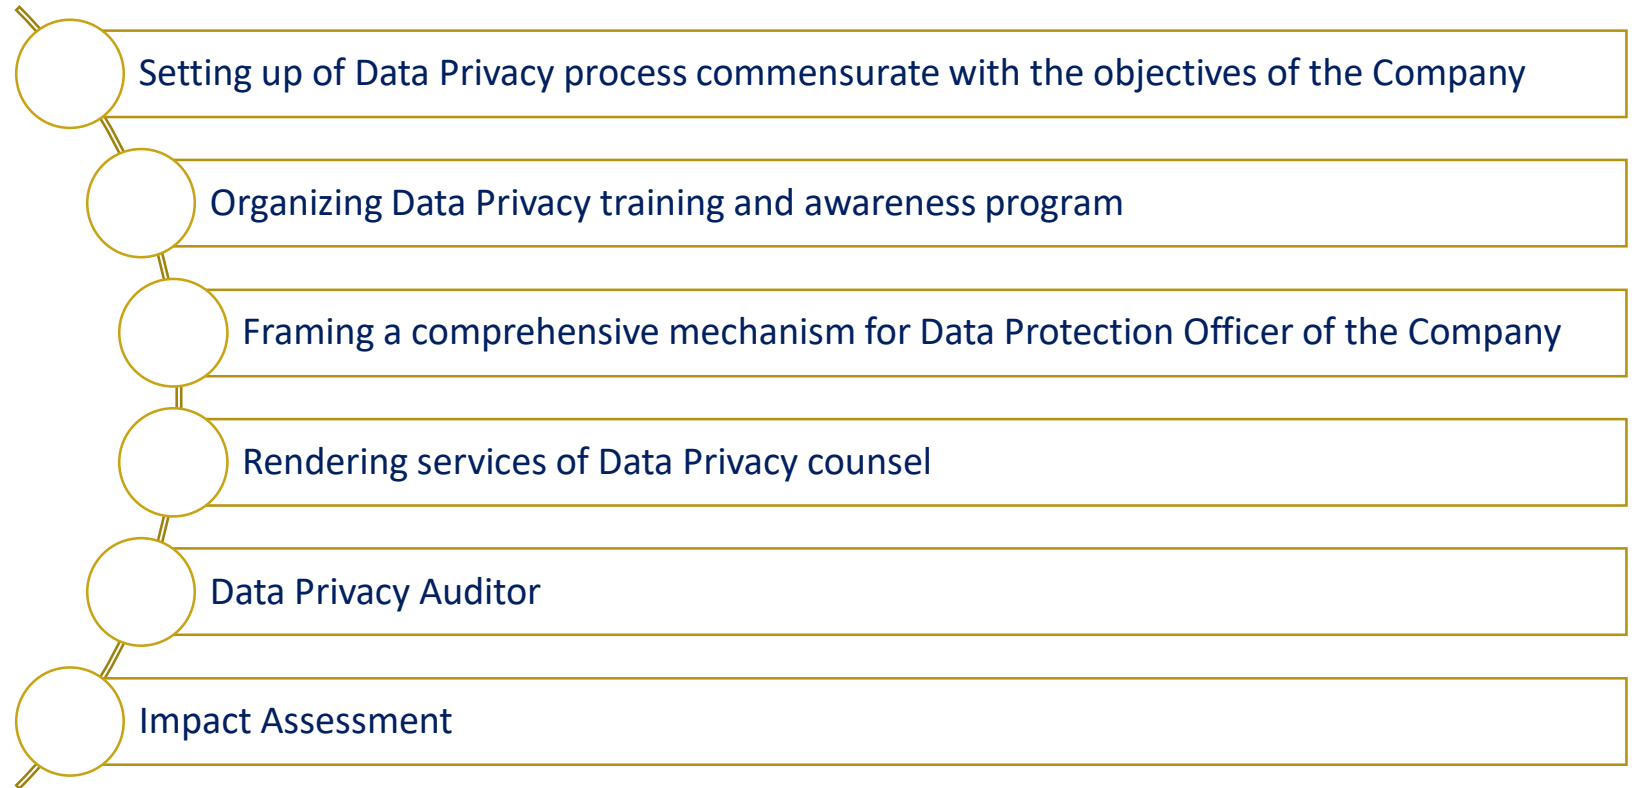 Setting up of Data Privacy process commensurate with the objectives of the Company
Organizing Data Privacy training and awareness program
Framing a comprehensive mechanism for Data Protection Officer of the Company
Rendering services of Data Privacy counsel
Data Privacy Auditor
Impact Assessment